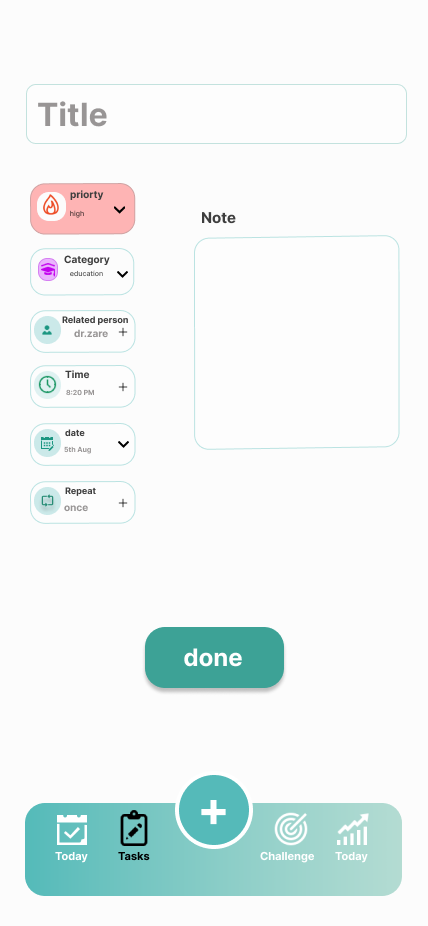 Title
priorty
high
Note
Category
education
Related person
dr.zare
Time
8:20 PM
date
5th Aug
Repeat
once
done
Today
Tasks
Challenge
Today